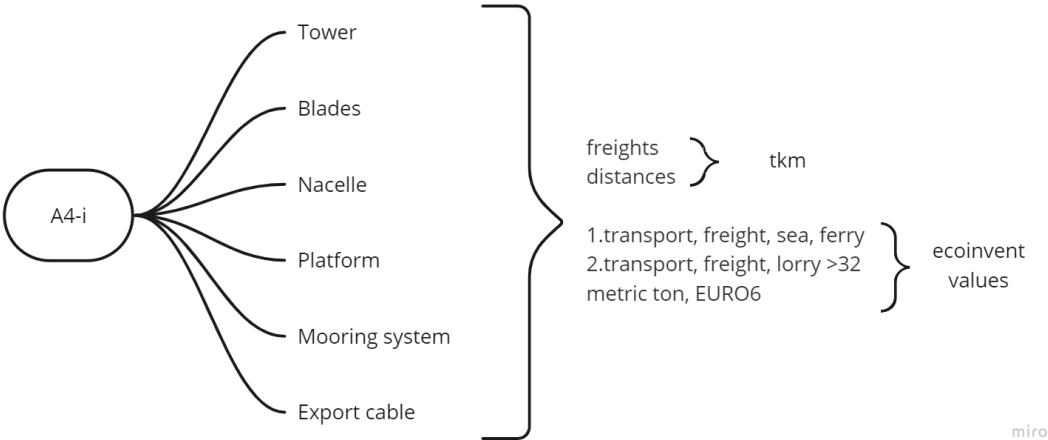 A4-i
Tower
Blades
Nacelle
Platform
Mooring system
Export cable
freights
distances
tkm
1.transport, freight, sea, ferry
2.transport, freight, lorry >32
metric ton, EURO6
ecoinvent
values
miro